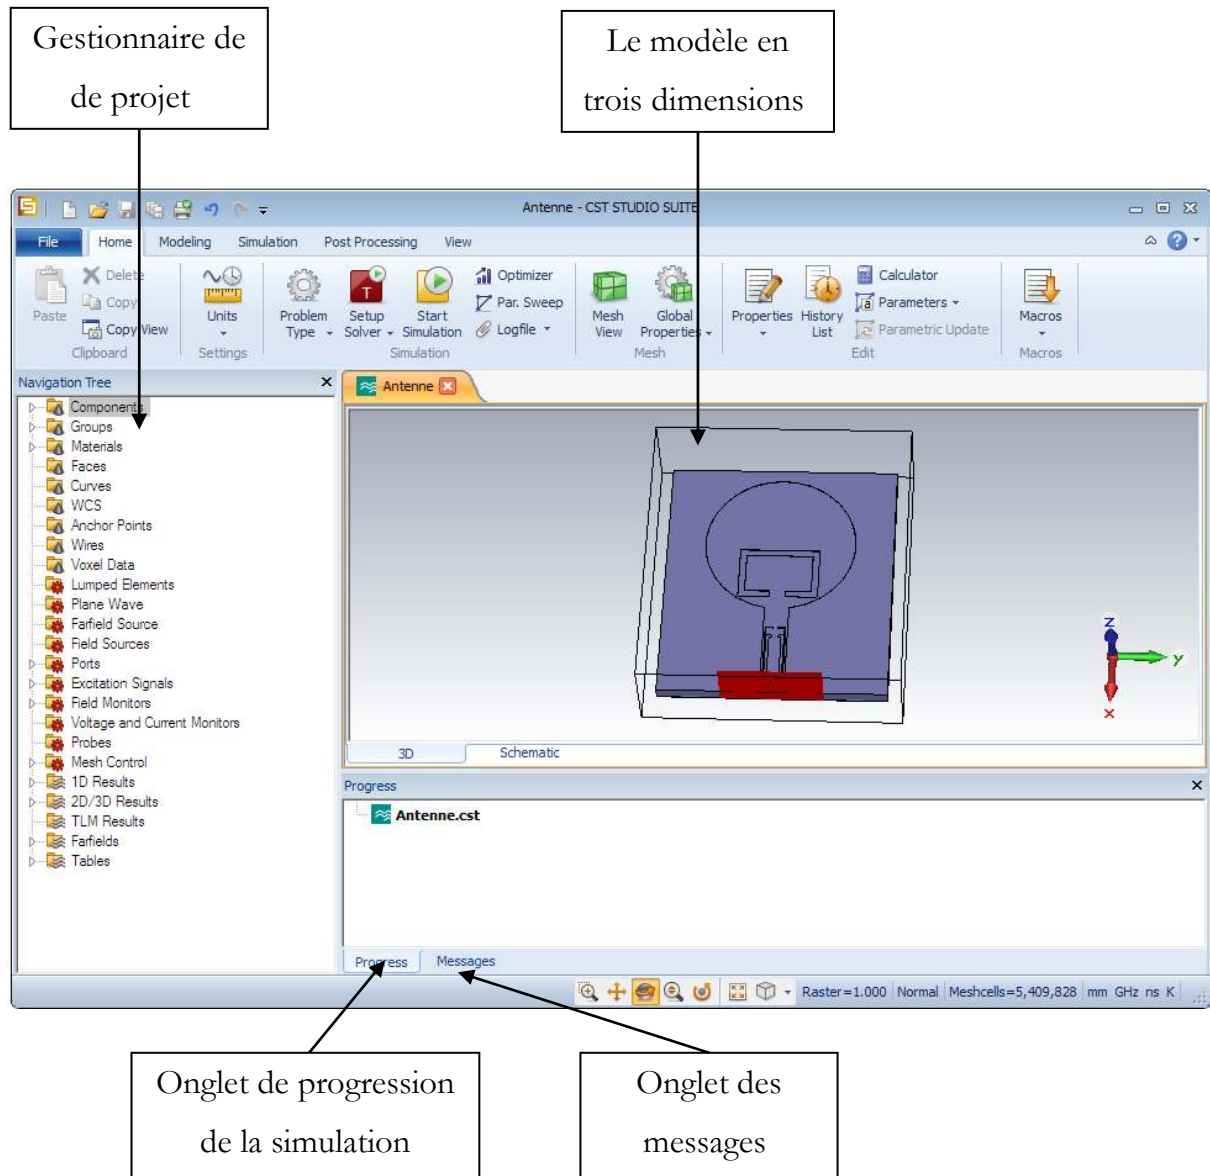 Gestionnaire de
de projet
Le modèle en
trois dimensions
Antenne - CST STUDIO SUITE
File Home Modeling Simulation Post Processing View
Paste
Delete
Copy
Copy View
Clipboard
Units
Settings
Problem
Type
Setup
Solver
Start
Simulation
Optimizer
Par. Sweep
Logfile
Simulation
Mesh
View
Global
Properties
Mesh
Properties
History
List
Calculator
Parameters
Parametric Update
Edit
Macros
Macros
Navigation Tree
Components
Groups
Materials
Faces
Curves
WCS
Anchor Points
Wires
Voxel Data
Lumped Elements
Plane Wave
Farfield Source
Field Sources
Ports
Excitation Signals
Field Monitors
Voltage and Current Monitors
Probes
Mesh Control
1D Results
2D/3D Results
TLM Results
Farfields
Tables
Antenne
z
y
x
3D Schematic
Progress
Antenne.cst
Progress Messages
Raster=1.000 Normal Meshcells=5,409,828 mm GHz ns K
Onglet de progression
de la simulation
Onglet des
messages